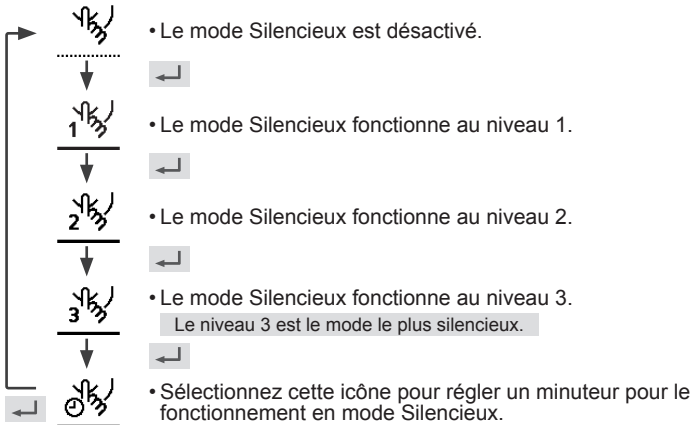 • Le mode Silencieux est désactivé.
1
• Le mode Silencieux fonctionne au niveau 1.
2
• Le mode Silencieux fonctionne au niveau 2.
3
• Le mode Silencieux fonctionne au niveau 3.
Le niveau 3 est le mode le plus silencieux.
• Sélectionnez cette icône pour régler un minuteur pour le
fonctionnement en mode Silencieux.